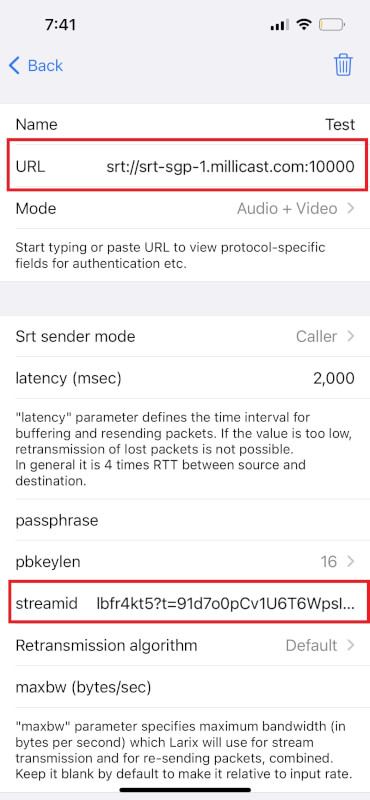 7:41
Back
Name Test
URL srt://srt-sgp-1.millicast.com:10000
Mode Audio + Video
Start typing or paste URL to view protocol-specific
fields for authentication etc.
Srt sender mode Caller
latency (msec) 2,000
"latency" parameter defines the time interval for
buffering and resending packets. If the value is too low,
retransmission of lost packets is not possible.
In general it is 4 times RTT between source and
destination.
passphrase
pbkeylen 16
streamid lbfr4kt5?t=91d7o0pCv1U6T6WpsI...
Retransmission algorithm Default
maxbw (bytes/sec)
"maxbw" parameter specifies maximum bandwidth (in
bytes per second) which Larix will use for stream
transmission and for re-sending packets, combined.
Keep it blank by default to make it relative to input rate.